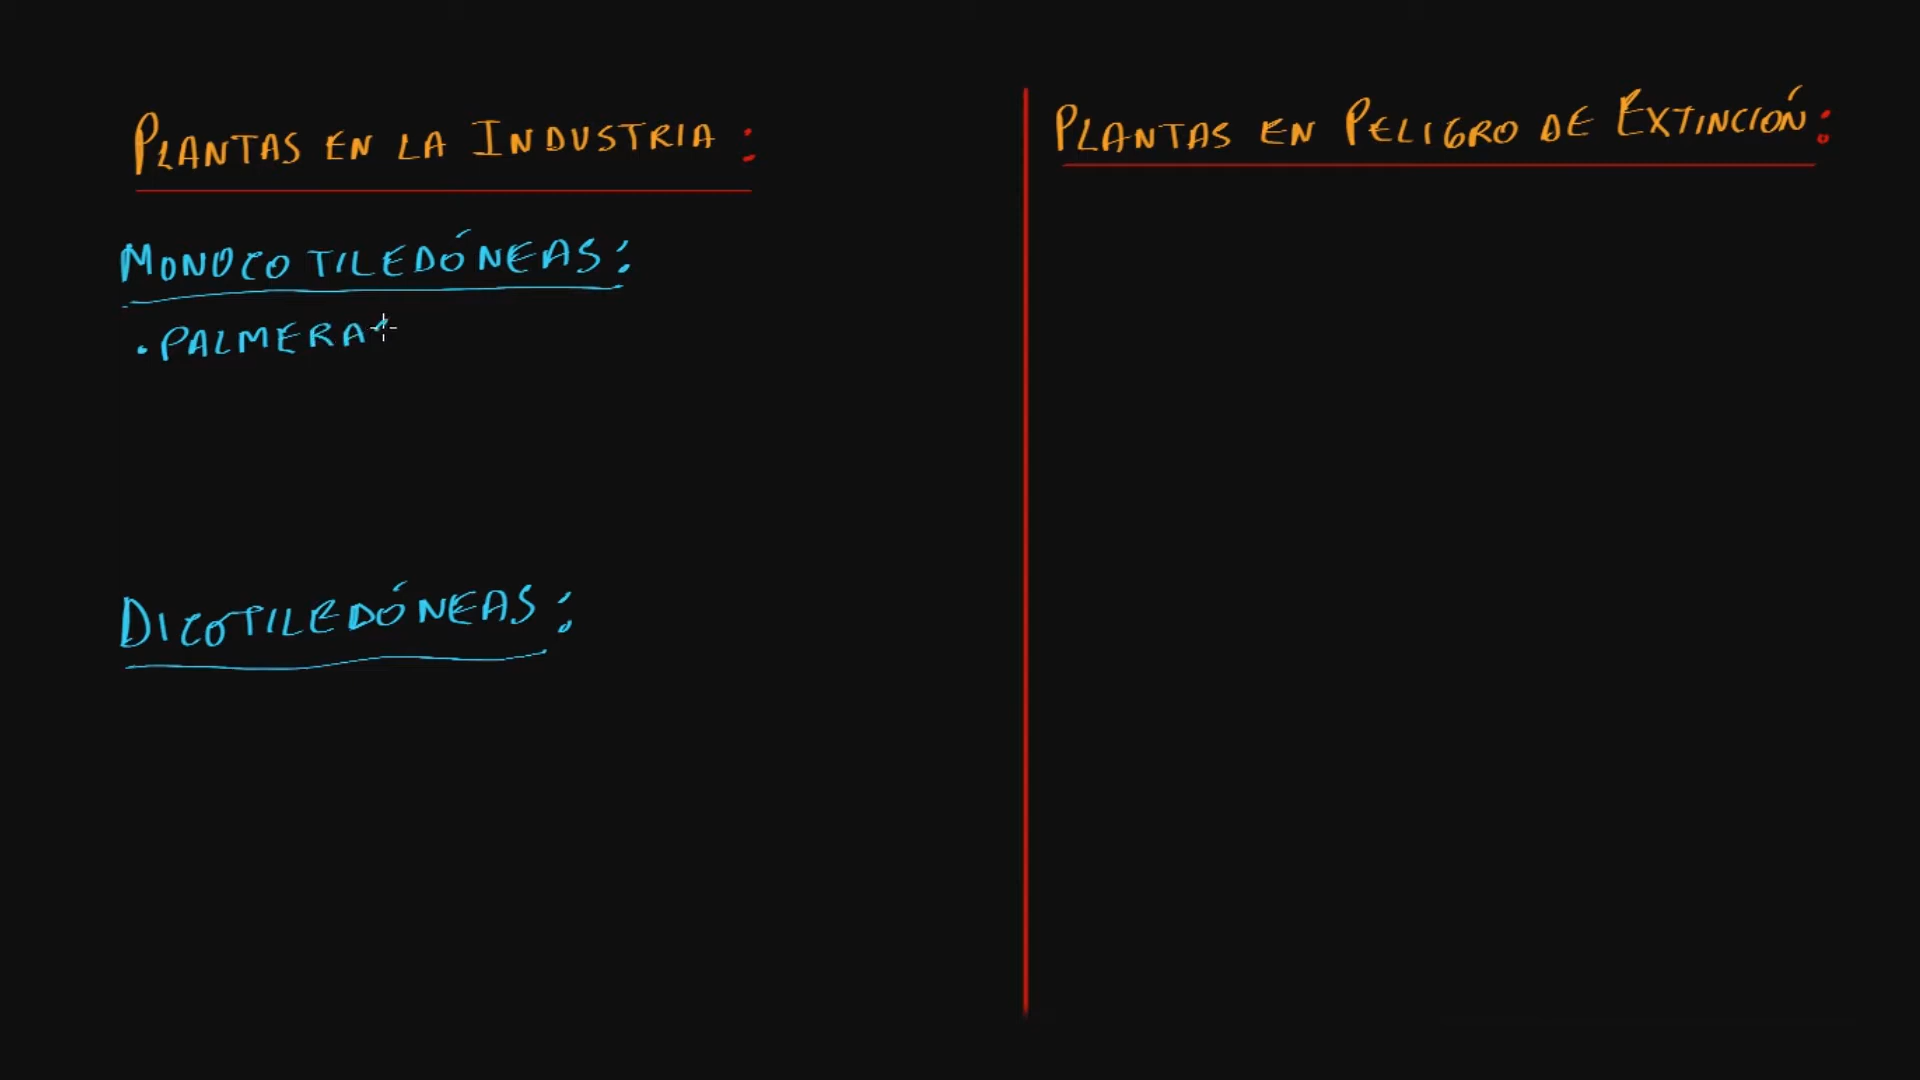 PLANTAS EN LA INDUSTRIA:
MONOCOTILEDÓNEAS:
. PALMERA
DICOTILEDÓNEAS:
PLANTAS EN PELIGRO DE EXTINCIÓN: